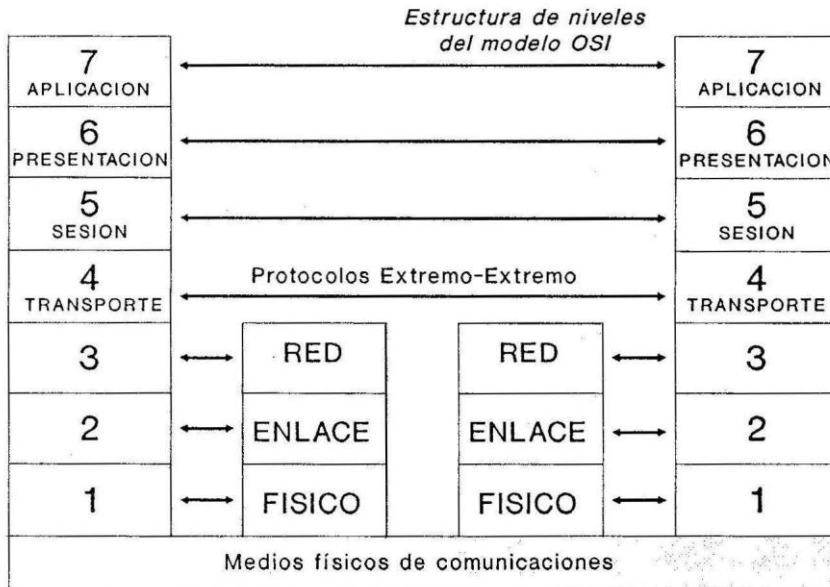 Estructura de niveles
del modelo OSI
7
APLICACION
7
APLICACION
6
PRESENTACION
6
PRESENTACION
5
SESION
5
SESION
4
TRANSPORTE
Protocolos Extremo-Extremo
4
TRANSPORTE
3
RED
RED
3
2
ENLACE
ENLACE
2
1
FISICO
FISICO
1
Medios físicos de comunicaciones